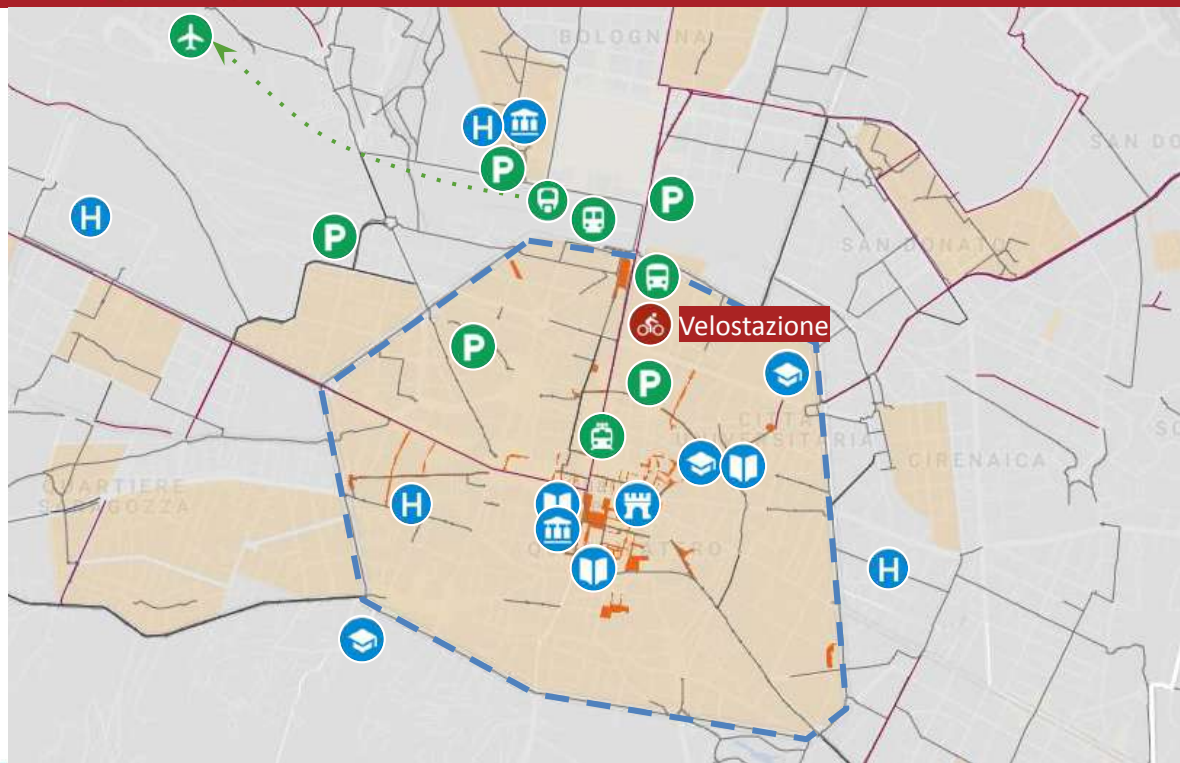 BOLOGNINA
H
P
SAN DO
H
P
P
SAN DONATO
Velostazione
P
P
CITTÀ
UNIVERSITARIA
CIRENAICA
QUARTIERE
SARAGOZZA
H
H